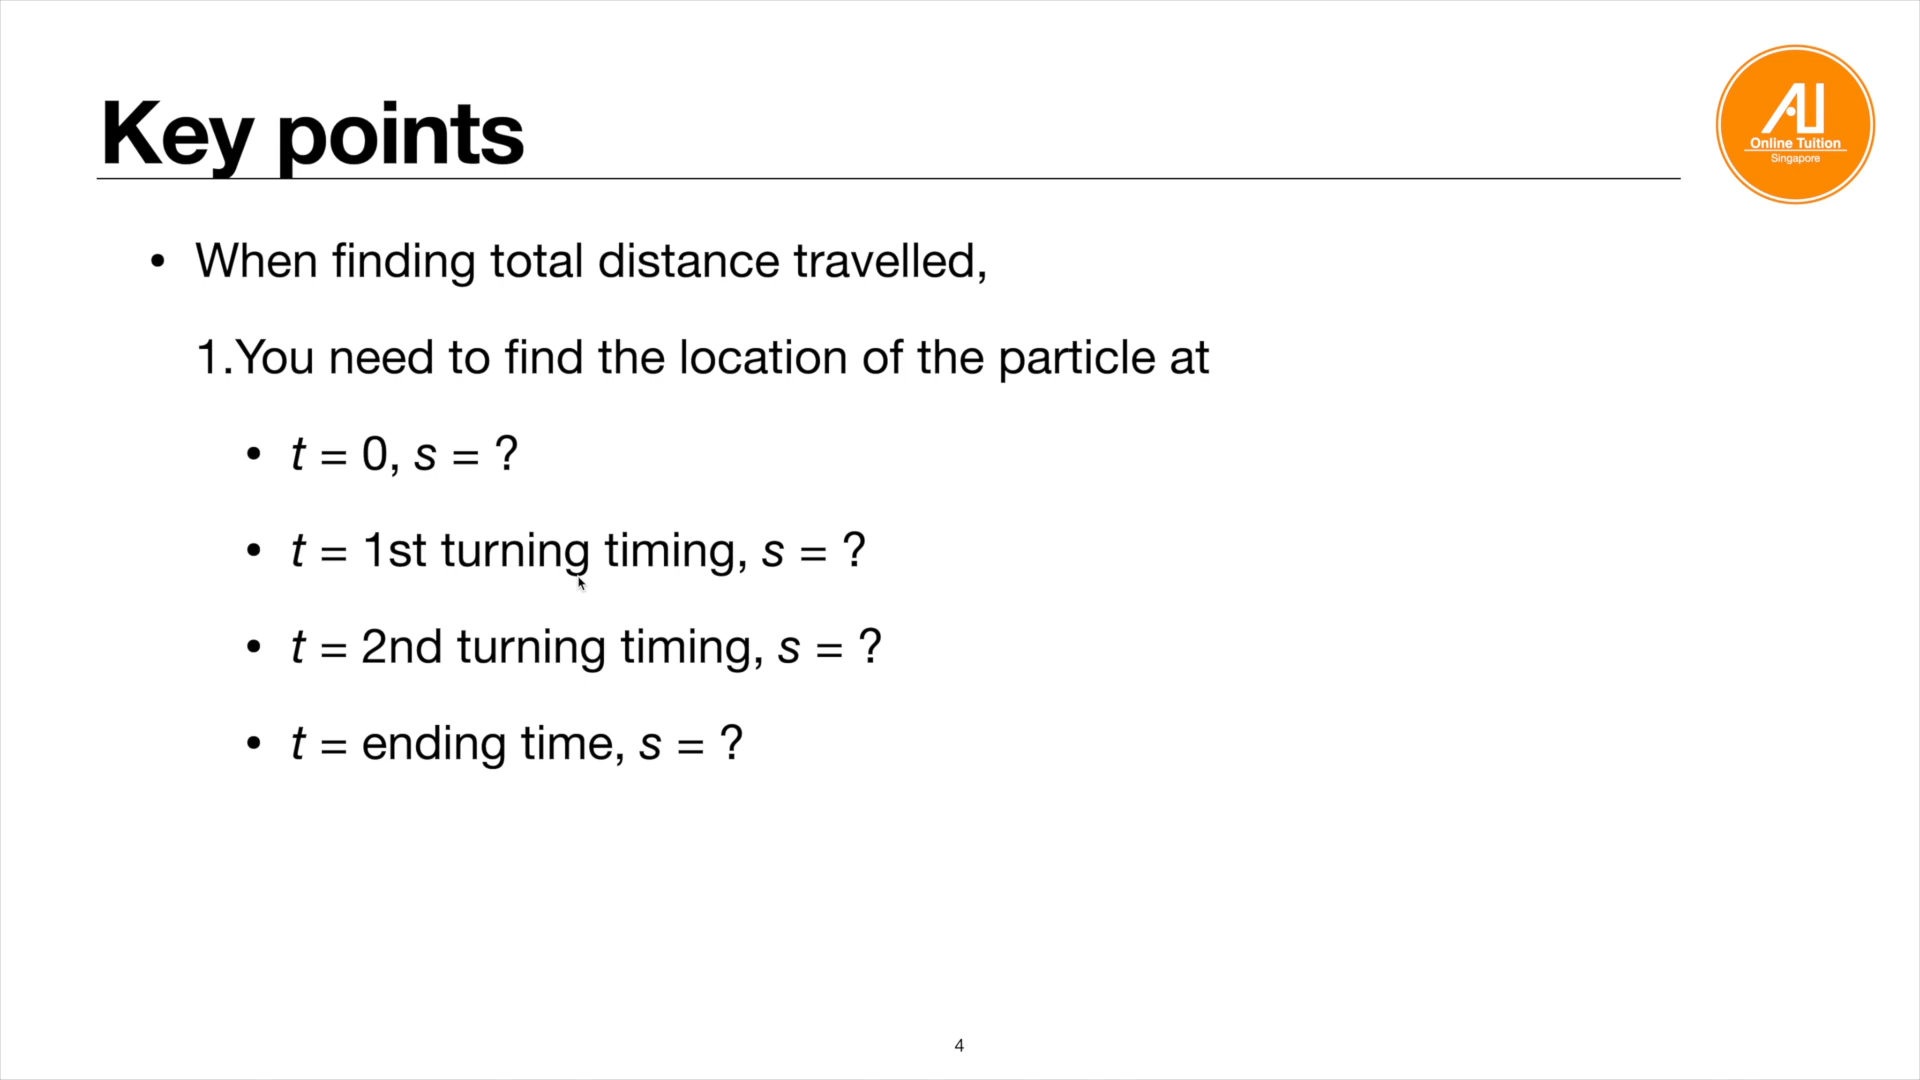 Key points
AU
Online Tuition
Singapore
• When finding total distance travelled,
1.You need to find the location of the particle at
• t = 0, s = ?
• t = 1st turning timing, s = ?
• t = 2nd turning timing, s = ?
• t = ending time, s = ?
4